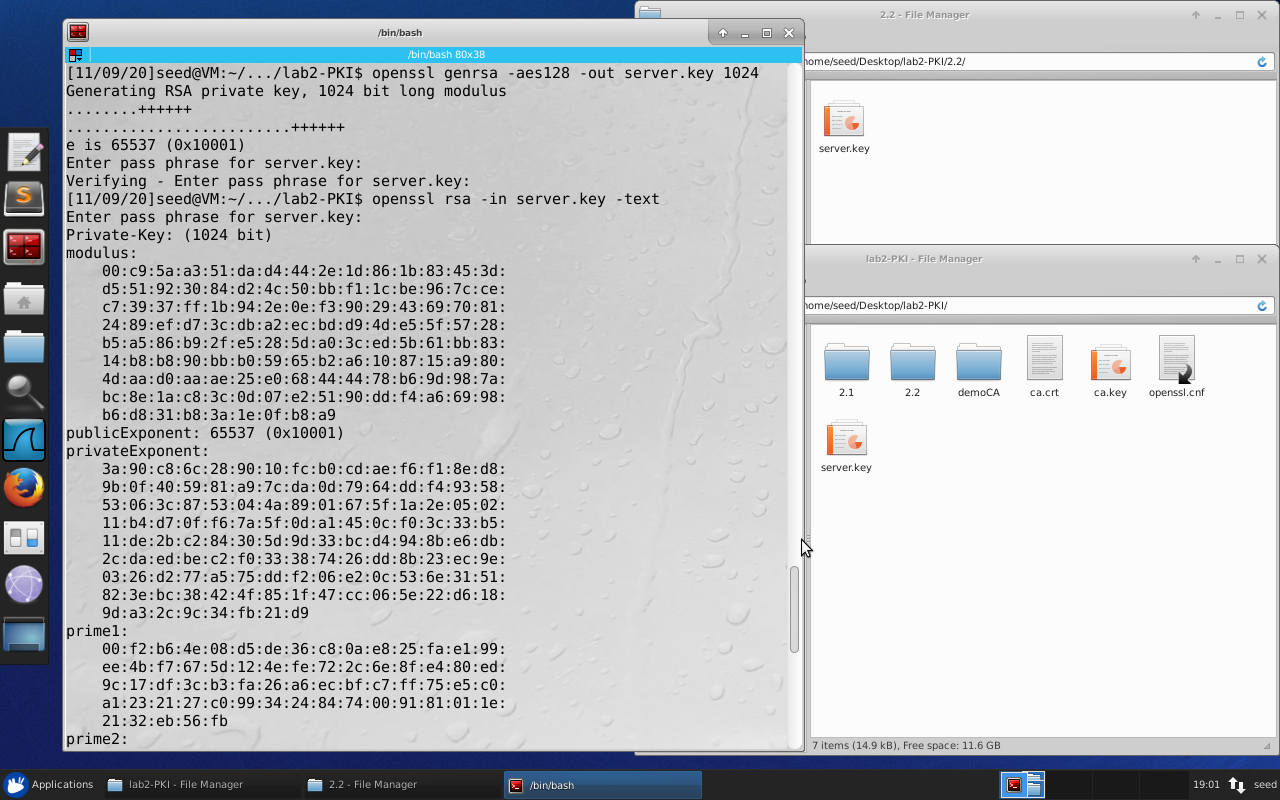 2.2 - File Manager
/bin/bash
/bin/bash 80x38
[11/09/20]seed@VM:~/.../lab2-PKI$ openssl genrsa -aes128 -out server.key 1024
Generating RSA private key, 1024 bit long modulus
........++++++
.........................++++++
e is 65537 (0x10001)
Enter pass phrase for server.key:
Verifying - Enter pass phrase for server.key:
[11/09/20]seed@VM:~/.../lab2-PKI$ openssl rsa -in server.key -text
Enter pass phrase for server.key:
Private-Key: (1024 bit)
modulus:
00:c9:5a:a3:51:da:d4:44:2e:1d:86:1b:83:45:3d:
d5:51:92:30:84:d2:4c:50:bb:f1:1c:be:96:7c:ce:
c7:39:37:ff:1b:94:2e:0e:f3:90:29:43:69:70:81:
24:89:ef:d7:3c:db:a2:ec:bd:d9:4d:e5:5f:57:28:
b5:a5:86:b9:2f:e5:28:5d:a0:3c:ed:5b:61:bb:83:
14:b8:b8:90:bb:b0:59:65:b2:a6:10:87:15:a9:80:
4d:aa:d0:aa:ae:25:e0:68:44:44:78:b6:9d:98:7a:
bc:8e:1a:c8:3c:0d:07:e2:51:90:dd:f4:a6:69:98:
b6:d8:31:b8:3a:1e:0f:b8:a9
publicExponent: 65537 (0x10001)
privateExponent:
3a:90:c8:6c:28:90:10:fc:b0:cd:ae:f6:f1:8e:d8:
9b:0f:40:59:81:a9:7c:da:0d:79:64:dd:f4:93:58:
53:06:3c:87:53:04:4a:89:01:67:5f:1a:2e:05:02:
11:b4:d7:0f:f6:7a:5f:0d:a1:45:0c:f0:3c:33:b5:
11:de:2b:c2:84:30:5d:9d:33:bc:d4:94:8b:e6:db:
2c:da:ed:be:c2:f0:33:38:74:26:dd:8b:23:ec:9e:
03:26:d2:77:a5:75:dd:f2:06:e2:0c:53:6e:31:51:
82:3e:bc:38:42:4f:85:1f:47:cc:06:5e:22:d6:18:
9d:a3:2c:9c:34:fb:21:d9
prime1:
00:f2:b6:4e:08:d5:de:36:c8:0a:e8:25:fa:e1:99:
ee:4b:f7:67:5d:12:4e:fe:72:2c:6e:8f:e4:80:ed:
9c:17:df:3c:b3:fa:26:a6:ec:bf:c7:ff:75:e5:c0:
a1:23:21:27:c0:99:34:24:84:74:00:91:81:01:1e:
21:32:eb:56:fb
prime2:
home/seed/Desktop/lab2-PKI/2.2/
server.key
lab2-PKI - File Manager
home/seed/Desktop/lab2-PKI/
2.1
2.2
demoCA
ca.crt
ca.key
openssl.cnf
server.key
7 items (14.9 kB), Free space: 11.6 GB
Applications
lab2-PKI - File Manager
2.2 - File Manager
/bin/bash
19:01
seed